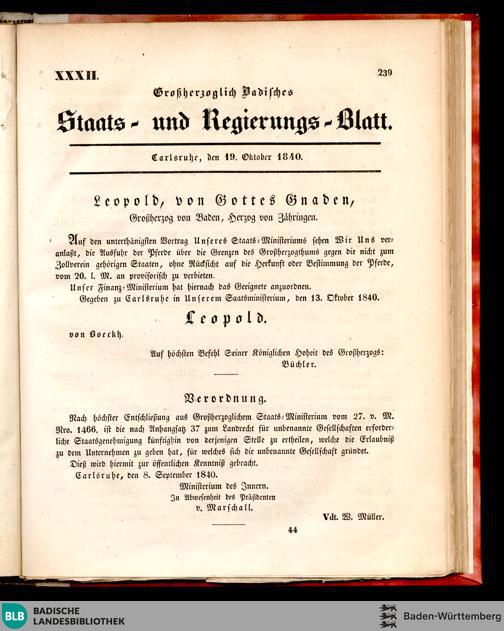 XXXII.
239
Großherzoglich Badisches
Staats- und Regierungs-Blatt.
Carlsruhe, den 19. Oktober 1840.
Leopold, von Gottes Gnaden,
Großherzog von Baden, Herzog von Zähringen.
Auf den unterthänigsten Vortrag Unseres Staats-Ministeriums sehen Wir Uns ver-
anlaßt, die Ausfuhr der Pferde über die Grenzen des Großherzogthums gegen die nicht zum
Zollverein gehörigen Staaten, ohne Rücksicht auf die Herkunft oder Bestimmung der Pferde,
vom 20. l. M. an provisorisch zu verbieten.
Unser Finanz-Ministerium hat hiernach das Geeignete anzuordnen.
Gegeben zu Carlsruhe in Unserem Saatsministerium, den 13. Oktober 1840.
Leopold.
von Boeckh.
Auf höchsten Befehl Seiner Königlichen Hoheit des Großherzogs:
Büchler.
Verordnung.
Nach höchster Entschließung aus Großherzoglichem Staats-Ministerium vom 27. v. M.
Nro. 1466, ist die nach Anhangsatz 37 zum Landrecht für unbenannte Gesellschaften erforder-
liche Staatsgenehmigung künftighin von derjenigen Stelle zu ertheilen, welche die Erlaubniß
zu dem Unternehmen zu geben hat, für welches sich die unbenannte Gesellschaft gründet.
Dieß wird hiermit zur öffentlichen Kenntniß gebracht.
Carlsruhe, den 8. September 1840.
Ministerium des Innern.
In Abwesenheit des Präsidenten
v. Marschall.
Vdt. W. Müller.
44
BLB BADISCHE
LANDESBIBLIOTHEK
Baden-Württemberg